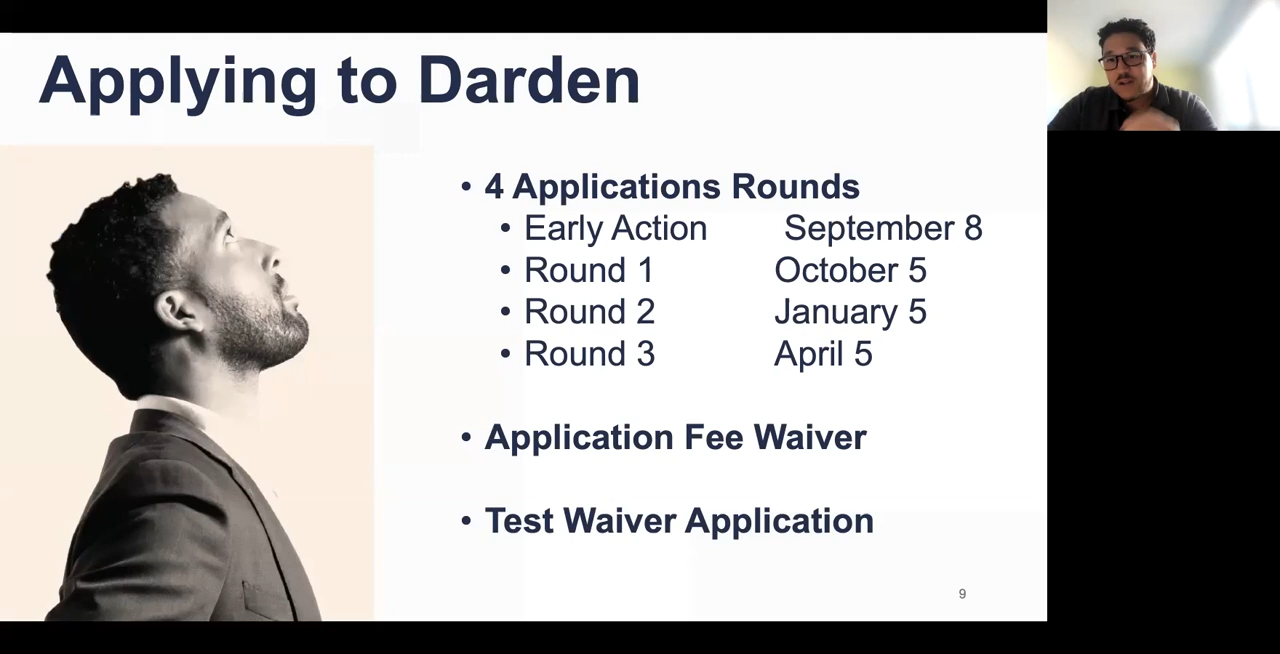 Applying to Darden
• 4 Applications Rounds
• Early Action September 8
• Round 1 October 5
• Round 2 January 5
• Round 3 April 5
• Application Fee Waiver
• Test Waiver Application
9